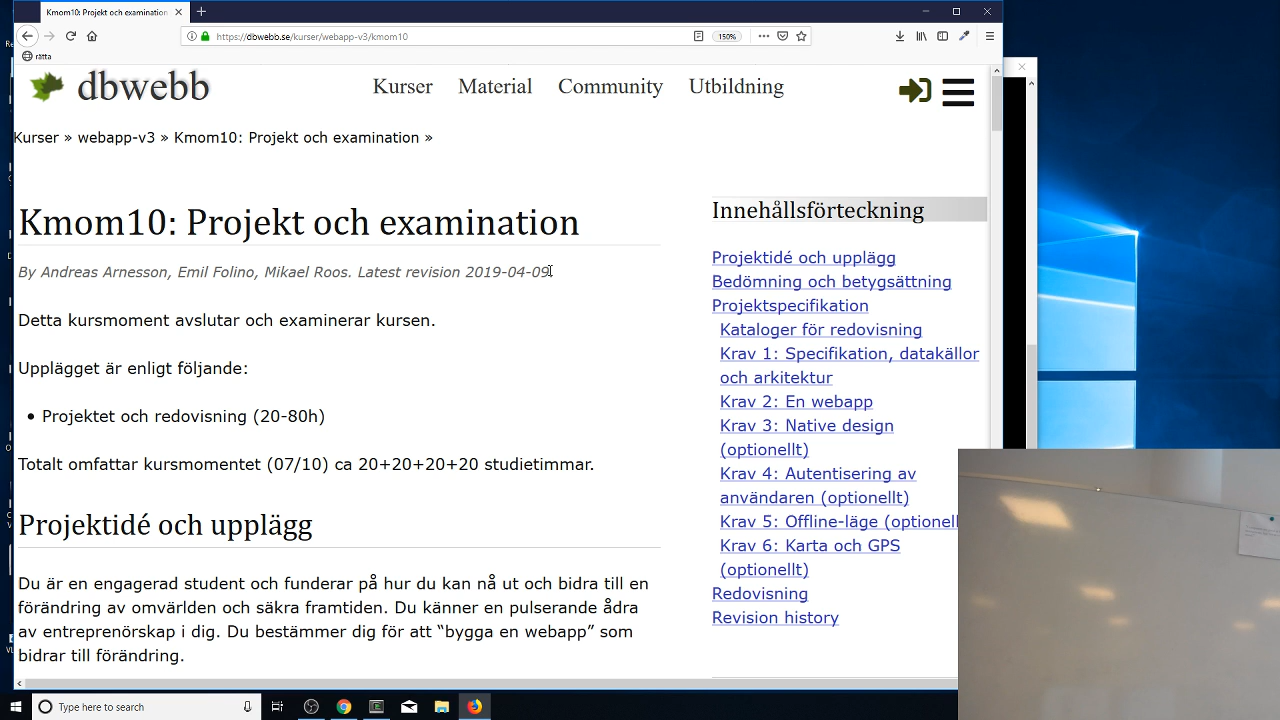 Kmom10: Projekt och examination
https://dbwebb.se/kurser/webapp-v3/kmom10
150%
rätta
dbwebb
Kurser
Material
Community
Utbildning
Kurser » webapp-v3 » Kmom10: Projekt och examination »
Kmom10: Projekt och examination
By Andreas Arnesson, Emil Folino, Mikael Roos. Latest revision 2019-04-09.
Detta kursmoment avslutar och examinerar kursen.
Upplägget är enligt följande:
• Projektet och redovisning (20-80h)
Totalt omfattar kursmomentet (07/10) ca 20+20+20+20 studietimmar.
Projektidé och upplägg
Du är en engagerad student och funderar på hur du kan nå ut och bidra till en
förändring av omvärlden och säkra framtiden. Du känner en pulserande ådra
av entreprenörskap i dig. Du bestämmer dig för att “bygga en webapp” som
bidrar till förändring.
Innehållsförteckning
Projektidé och upplägg
Bedömning och betygsättning
Projektspecifikation
Kataloger för redovisning
Krav 1: Specifikation, datakällor
och arkitektur
Krav 2: En webapp
Krav 3: Native design
(optionellt)
Krav 4: Autentisering av
användaren (optionellt)
Krav 5: Offline-läge (optionell
Krav 6: Karta och GPS
(optionellt)
Redovisning
Revision history
Type here to search